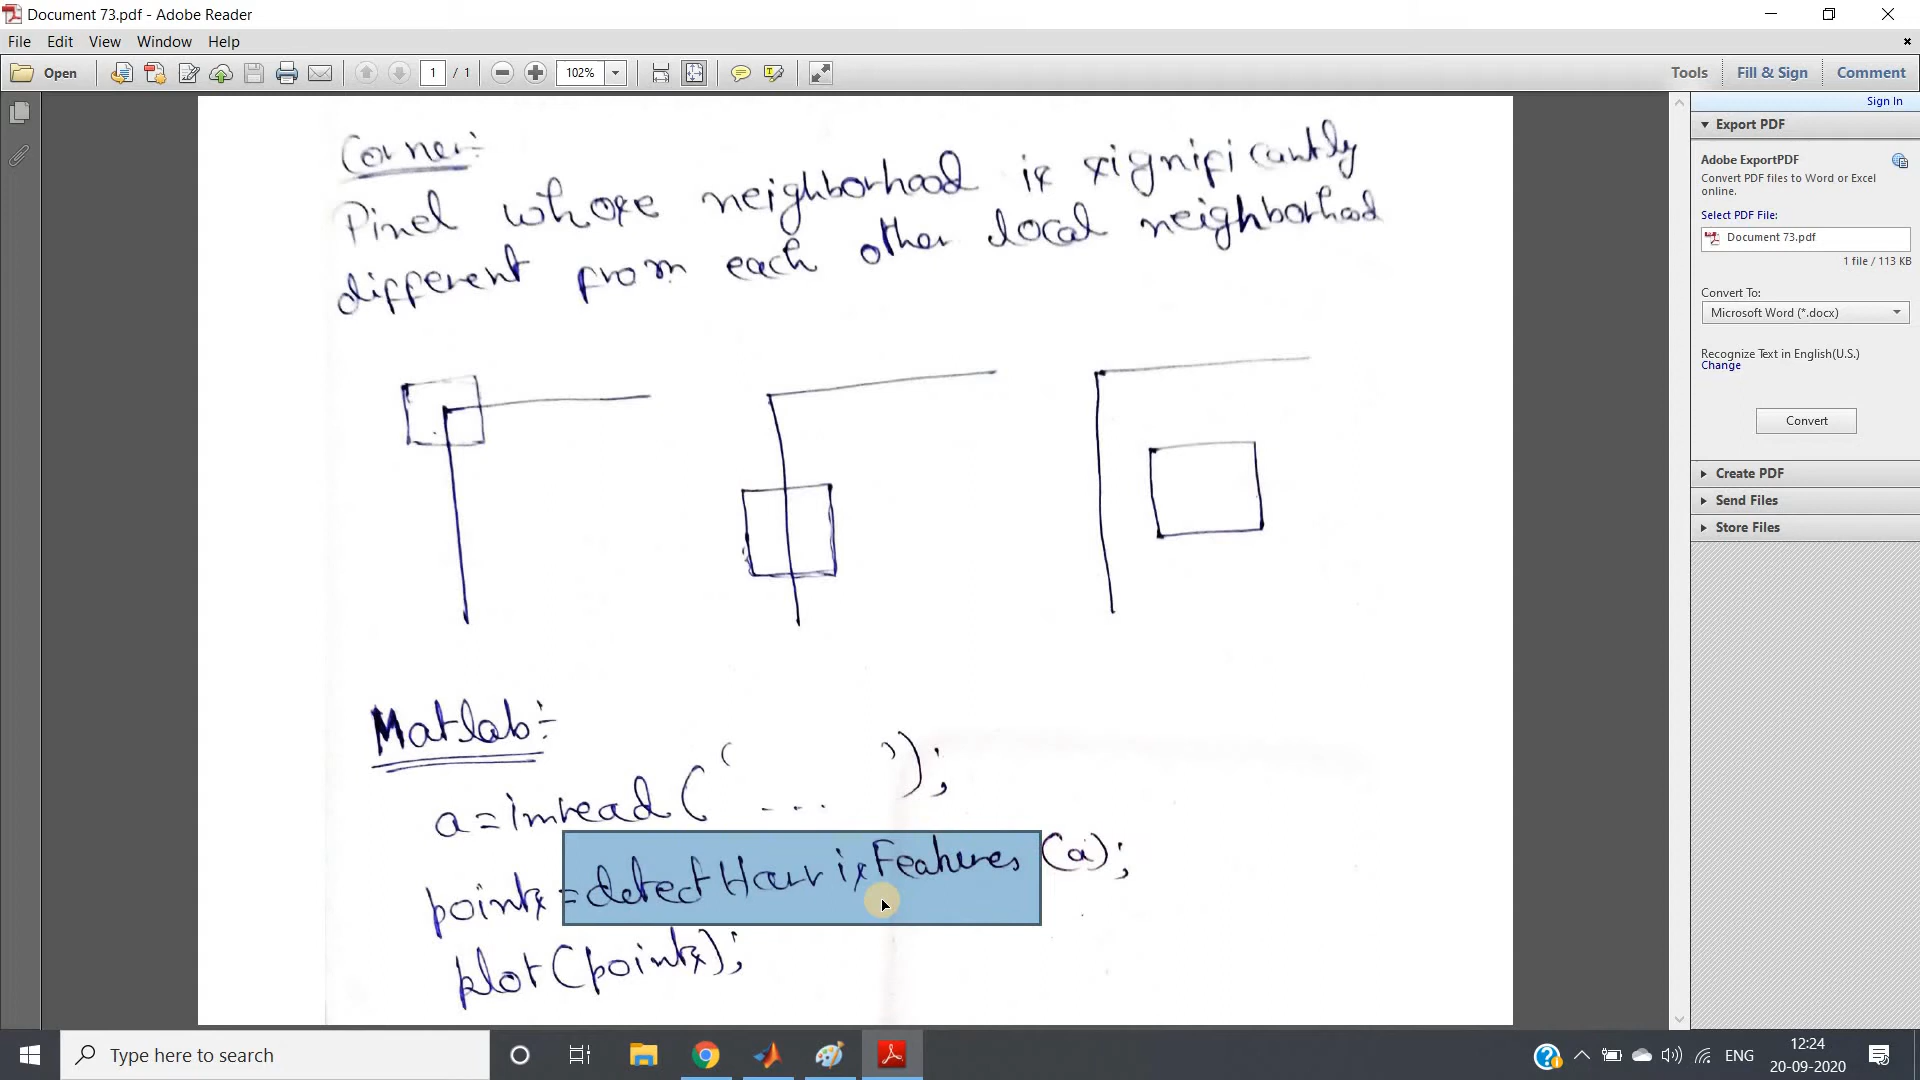 Document 73.pdf - Adobe Reader
File Edit View Window Help
Open 1 / 1 102% Tools Fill & Sign Comment
Sign In
Export PDF
Adobe ExportPDF
Convert PDF files to Word or Excel
online.
Select PDF File:
Document 73.pdf
1 file / 113 KB
Convert To:
Microsoft Word (*.docx)
Recognize Text in English(U.S.)
Change
Convert
Create PDF
Send Files
Store Files
Corner:-
Pixel whose neighborhood is significantly
different from each other local neighborhood
Matlab:-
a=imread(' ... ');
points=detectHarrisFeatures(a);
plot(points);
Type here to search
ENG
12:24
20-09-2020